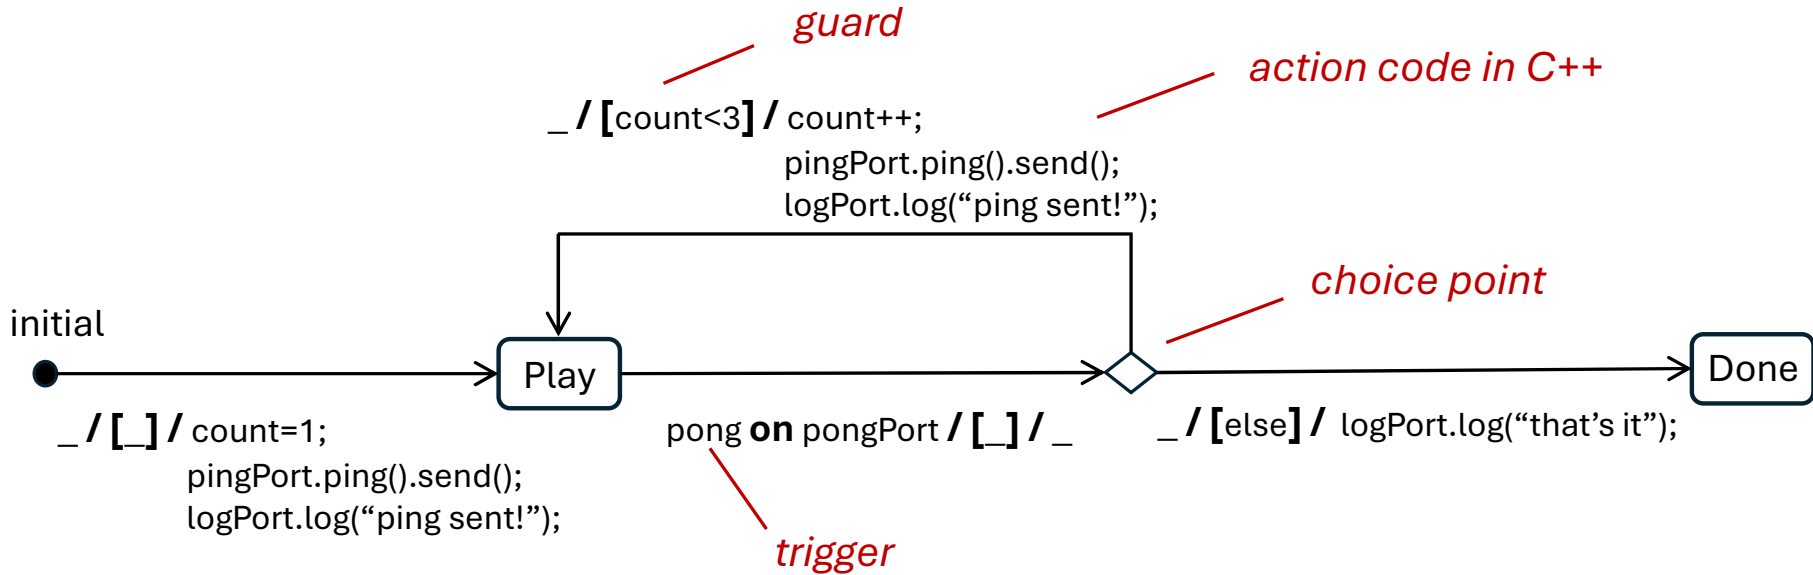 guard
action code in C++
_ / [count<3] / count++;
pingPort.ping().send();
logPort.log(“ping sent!”);
choice point
initial
Play
Done
_ / [_] / count=1;
pingPort.ping().send();
logPort.log(“ping sent!”);
pong on pongPort / [_] / _
_ / [else] / logPort.log(“that’s it”);
trigger